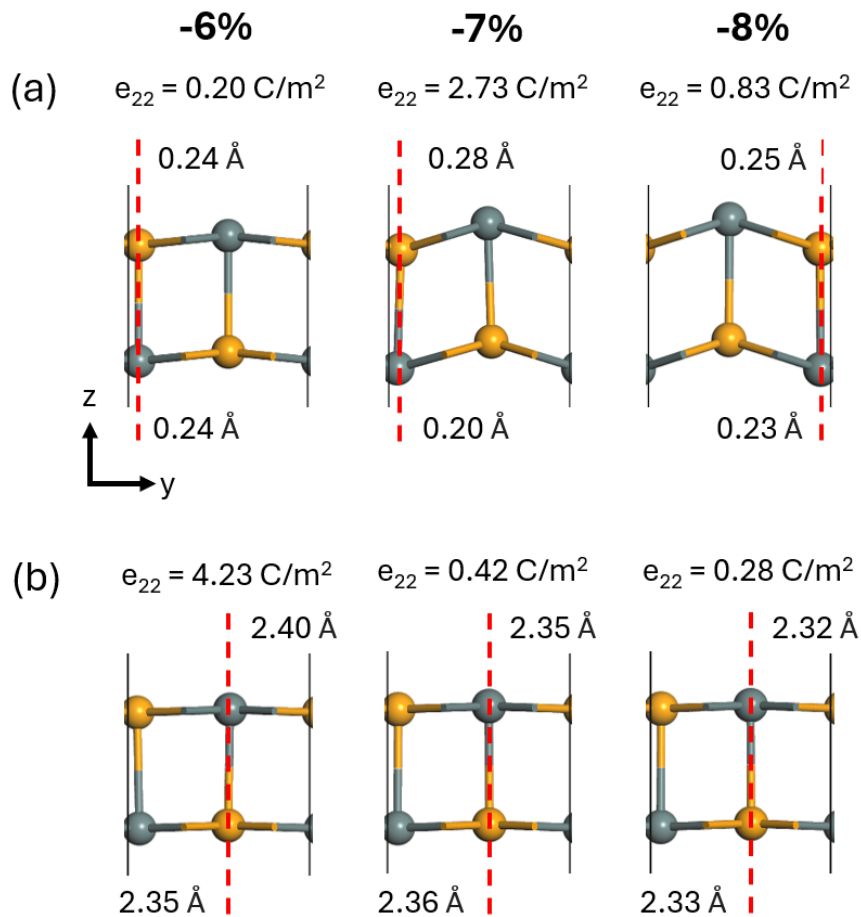 -6% -7% -8%
(a) e₂₂ = 0.20 C/m² e₂₂ = 2.73 C/m² e₂₂ = 0.83 C/m²
0.24 Å 0.28 Å 0.25 Å
0.24 Å 0.20 Å 0.23 Å
z
y
(b) e₂₂ = 4.23 C/m² e₂₂ = 0.42 C/m² e₂₂ = 0.28 C/m²
2.40 Å 2.35 Å 2.32 Å
2.35 Å 2.36 Å 2.33 Å